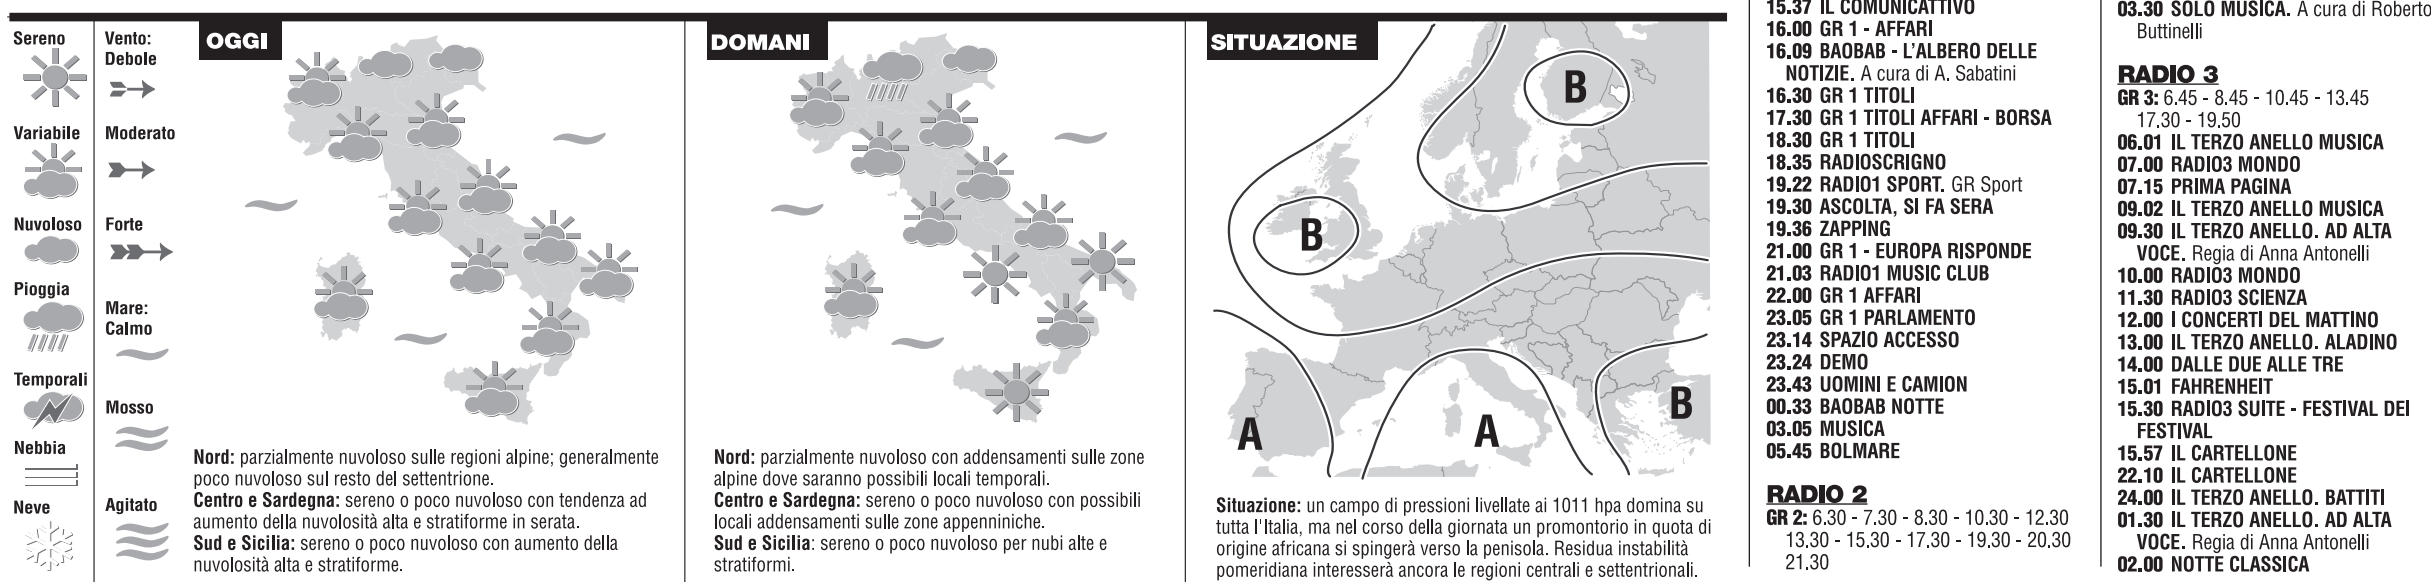 Sereno
Variabile
Nuvoloso
Pioggia
Temporali
Nebbia
Neve
Vento:
Debole
Moderato
Forte
Mare:
Calmo
Mosso
Agitato
OGGI
Nord: parzialmente nuvoloso sulle regioni alpine; generalmente
poco nuvoloso sul resto del settentrione.
Centro e Sardegna: sereno o poco nuvoloso con tendenza ad
aumento della nuvolosità alta e stratiforme in serata.
Sud e Sicilia: sereno o poco nuvoloso con aumento della
nuvolosità alta e stratiforme.
DOMANI
Nord: parzialmente nuvoloso con addensamenti sulle zone
alpine dove saranno possibili locali temporali.
Centro e Sardegna: sereno o poco nuvoloso con possibili
locali addensamenti sulle zone appenniniche.
Sud e Sicilia: sereno o poco nuvoloso per nubi alte e
stratiformi.
SITUAZIONE
B
B
A
A
B
Situazione: un campo di pressioni livellate ai 1011 hpa domina su
tutta l'Italia, ma nel corso della giornata un promontorio in quota di
origine africana si spingerà verso la penisola. Residua instabilità
pomeridiana interesserà ancora le regioni centrali e settentrionali.
15.37 IL COMUNICATTIVO
16.00 GR 1 - AFFARI
16.09 BAOBAB - L'ALBERO DELLE
NOTIZIE. A cura di A. Sabatini
16.30 GR 1 TITOLI
17.30 GR 1 TITOLI AFFARI - BORSA
18.30 GR 1 TITOLI
18.35 RADIOSCRIGNO
19.22 RADIO1 SPORT. GR Sport
19.30 ASCOLTA, SI FA SERA
19.36 ZAPPING
21.00 GR 1 - EUROPA RISPONDE
21.03 RADIO1 MUSIC CLUB
22.00 GR 1 AFFARI
23.05 GR 1 PARLAMENTO
23.14 SPAZIO ACCESSO
23.24 DEMO
23.43 UOMINI E CAMION
00.33 BAOBAB NOTTE
03.05 MUSICA
05.45 BOLMARE
RADIO 2
GR 2: 6.30 - 7.30 - 8.30 - 10.30 - 12.30
13.30 - 15.30 - 17.30 - 19.30 - 20.30
21.30
03.30 SOLO MUSICA. A cura di Roberto
Buttinelli
RADIO 3
GR 3: 6.45 - 8.45 - 10.45 - 13.45
17.30 - 19.50
06.01 IL TERZO ANELLO MUSICA
07.00 RADIO3 MONDO
07.15 PRIMA PAGINA
09.02 IL TERZO ANELLO MUSICA
09.30 IL TERZO ANELLO. AD ALTA
VOCE. Regia di Anna Antonelli
10.00 RADIO3 MONDO
11.30 RADIO3 SCIENZA
12.00 I CONCERTI DEL MATTINO
13.00 IL TERZO ANELLO. ALADINO
14.00 DALLE DUE ALLE TRE
15.01 FAHRENHEIT
15.30 RADIO3 SUITE - FESTIVAL DEI
FESTIVAL
15.57 IL CARTELLONE
22.10 IL CARTELLONE
24.00 IL TERZO ANELLO. BATTITI
01.30 IL TERZO ANELLO. AD ALTA
VOCE. Regia di Anna Antonelli
02.00 NOTTE CLASSICA